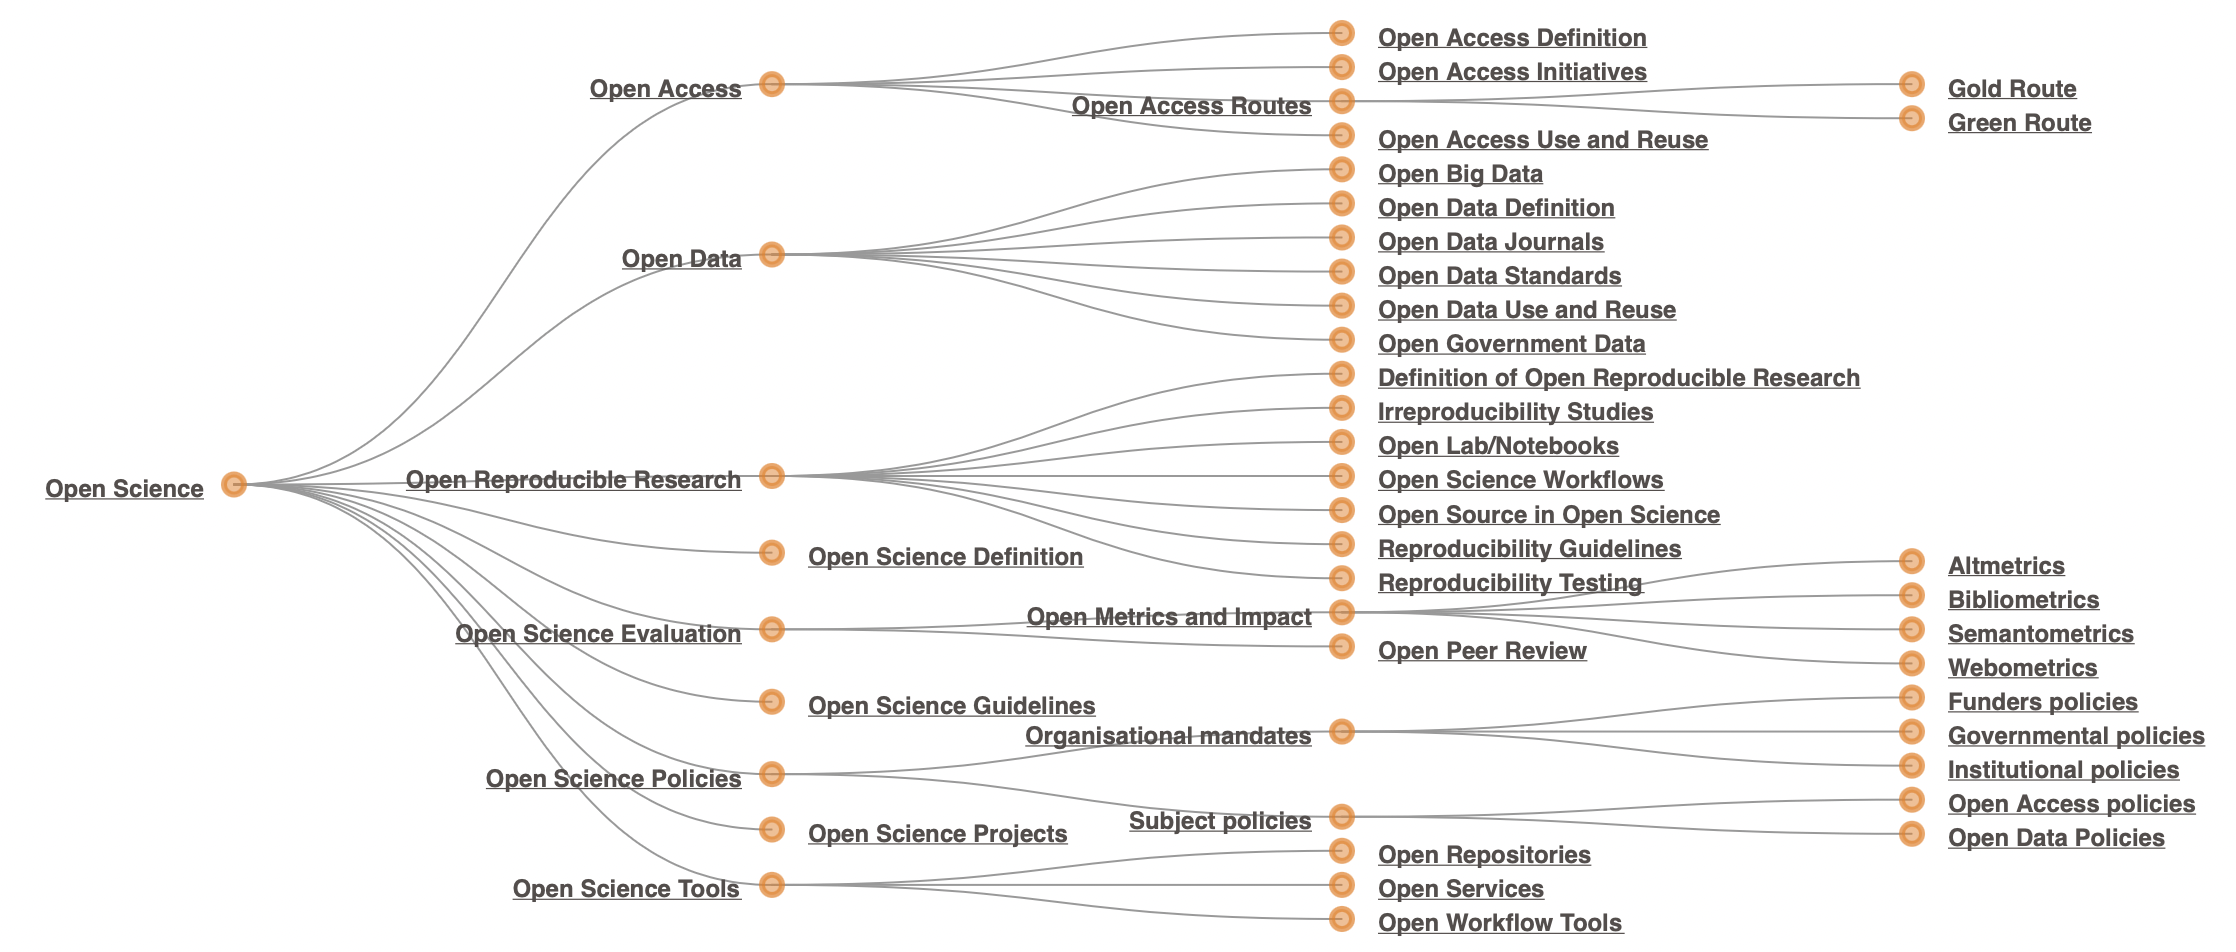 Open Science
Open Access
Open Access Definition
Open Access Initiatives
Open Access Routes
Gold Route
Green Route
Open Access Use and Reuse
Open Data
Open Big Data
Open Data Definition
Open Data Journals
Open Data Standards
Open Data Use and Reuse
Open Government Data
Open Reproducible Research
Definition of Open Reproducible Research
Irreproducibility Studies
Open Lab/Notebooks
Open Science Workflows
Open Source in Open Science
Reproducibility Guidelines
Reproducibility Testing
Open Science Definition
Open Science Evaluation
Open Metrics and Impact
Altmetrics
Bibliometrics
Semantometrics
Webometrics
Open Peer Review
Open Science Guidelines
Open Science Policies
Organisational mandates
Funders policies
Governmental policies
Institutional policies
Subject policies
Open Access policies
Open Data Policies
Open Science Projects
Open Science Tools
Open Repositories
Open Services
Open Workflow Tools